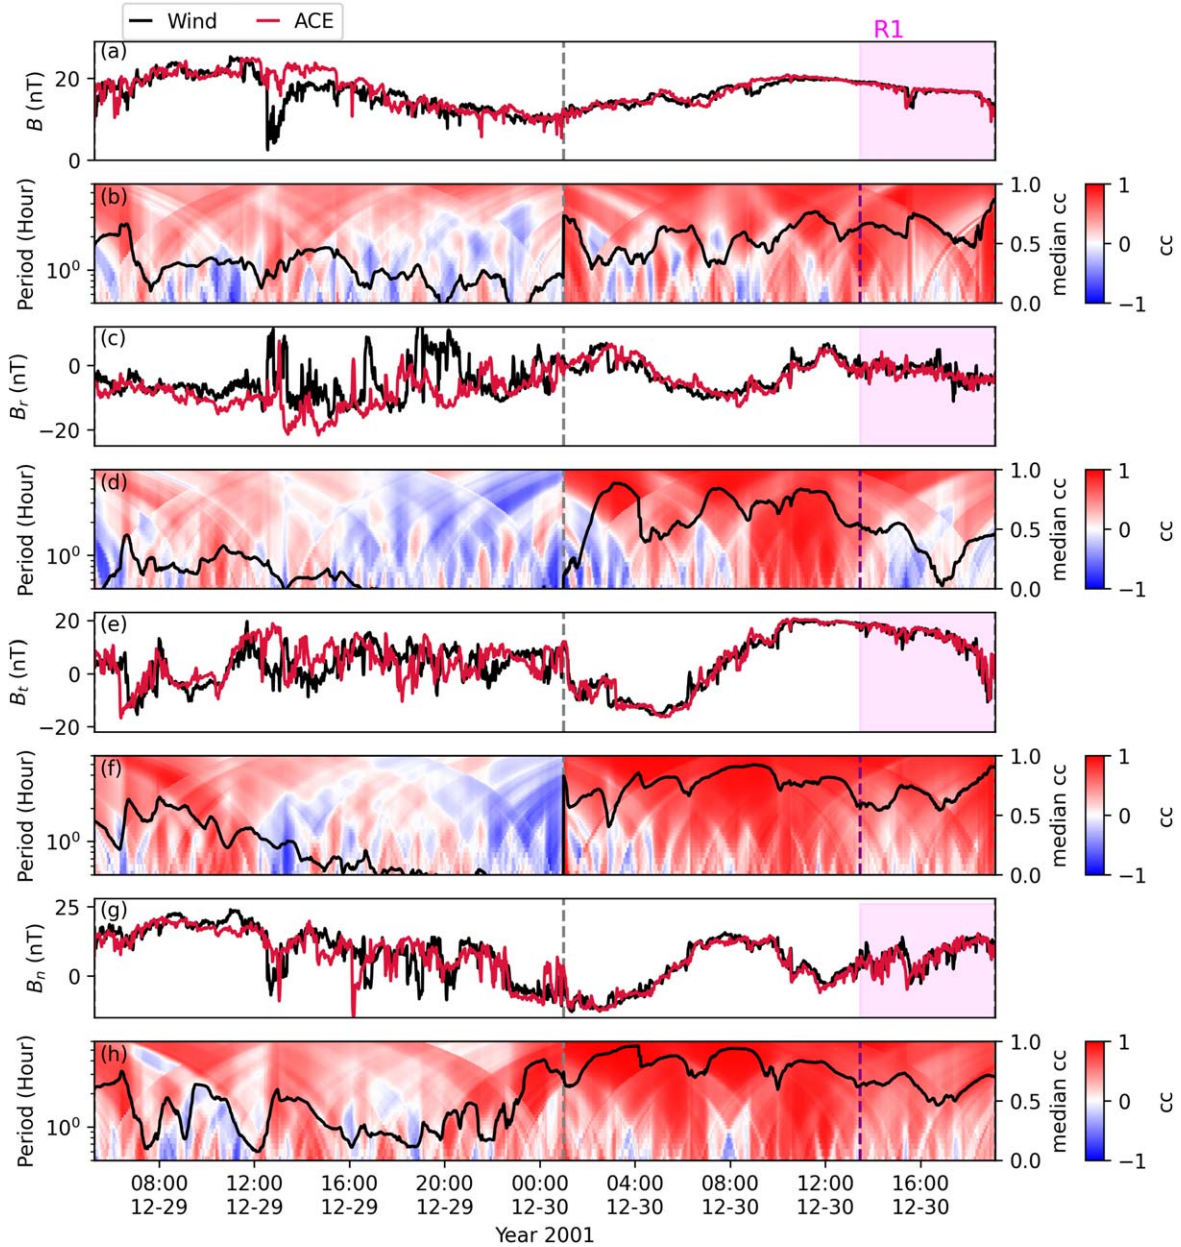 Wind ACE
R1
(a)
20
0
B (nT)
(b)
Period (Hour)
10⁰
1.0
0.5
0.0
median cc
1
0
−1
cc
(c)
0
−20
Bᵣ (nT)
(d)
Period (Hour)
10⁰
1.0
0.5
0.0
median cc
1
0
−1
cc
(e)
20
0
−20
Bₜ (nT)
(f)
Period (Hour)
10⁰
1.0
0.5
0.0
median cc
1
0
−1
cc
(g)
25
0
Bₙ (nT)
(h)
Period (Hour)
10⁰
1.0
0.5
0.0
median cc
1
0
−1
cc
08:00 12:00 16:00 20:00 00:00 04:00 08:00 12:00 16:00
12-29 12-29 12-29 12-29 12-30 12-30 12-30 12-30 12-30
Year 2001